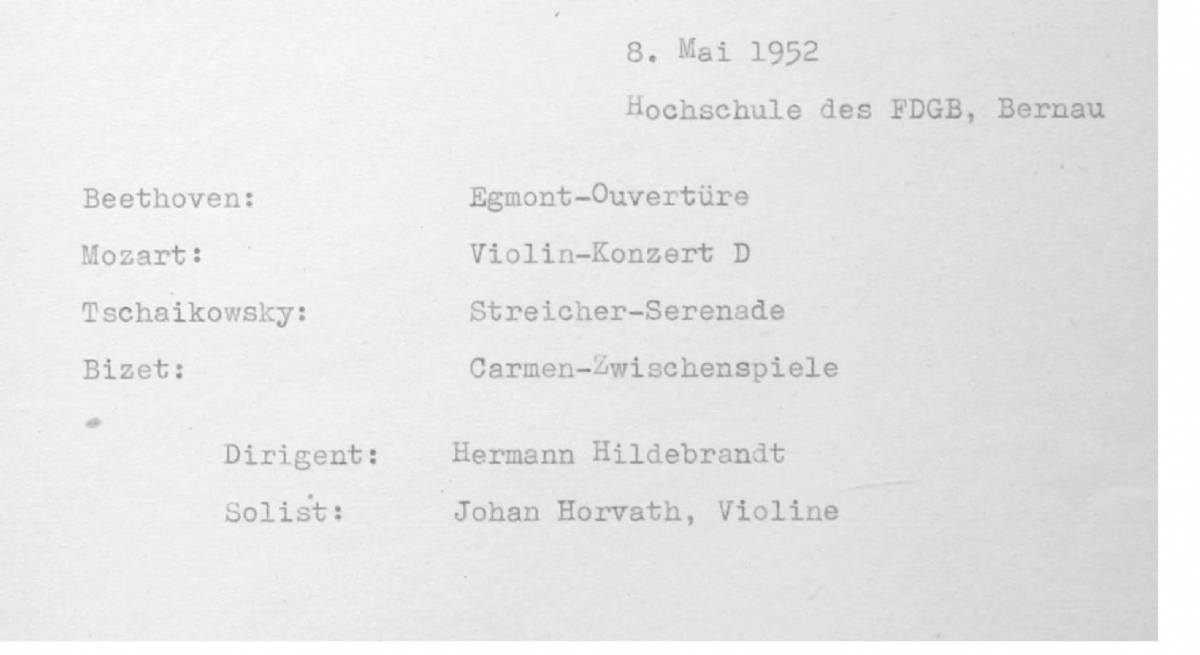 8. Mai 1952
Hochschule des FDGB, Bernau
Beethoven: Egmont-Ouvertüre
Mozart: Violin-Konzert D
Tschaikowsky: Streicher-Serenade
Bizet: Carmen-Zwischenspiele
Dirigent: Hermann Hildebrandt
Solist: Johan Horvath, Violine